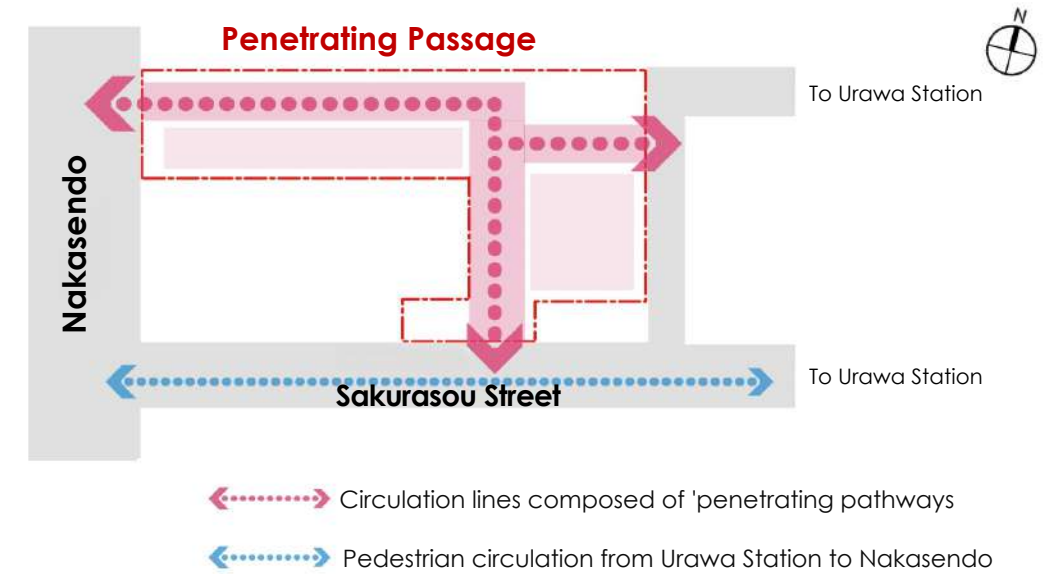 N
Penetrating Passage
To Urawa Station
Nakasendo
To Urawa Station
Sakurasou Street
Circulation lines composed of 'penetrating pathways
Pedestrian circulation from Urawa Station to Nakasendo